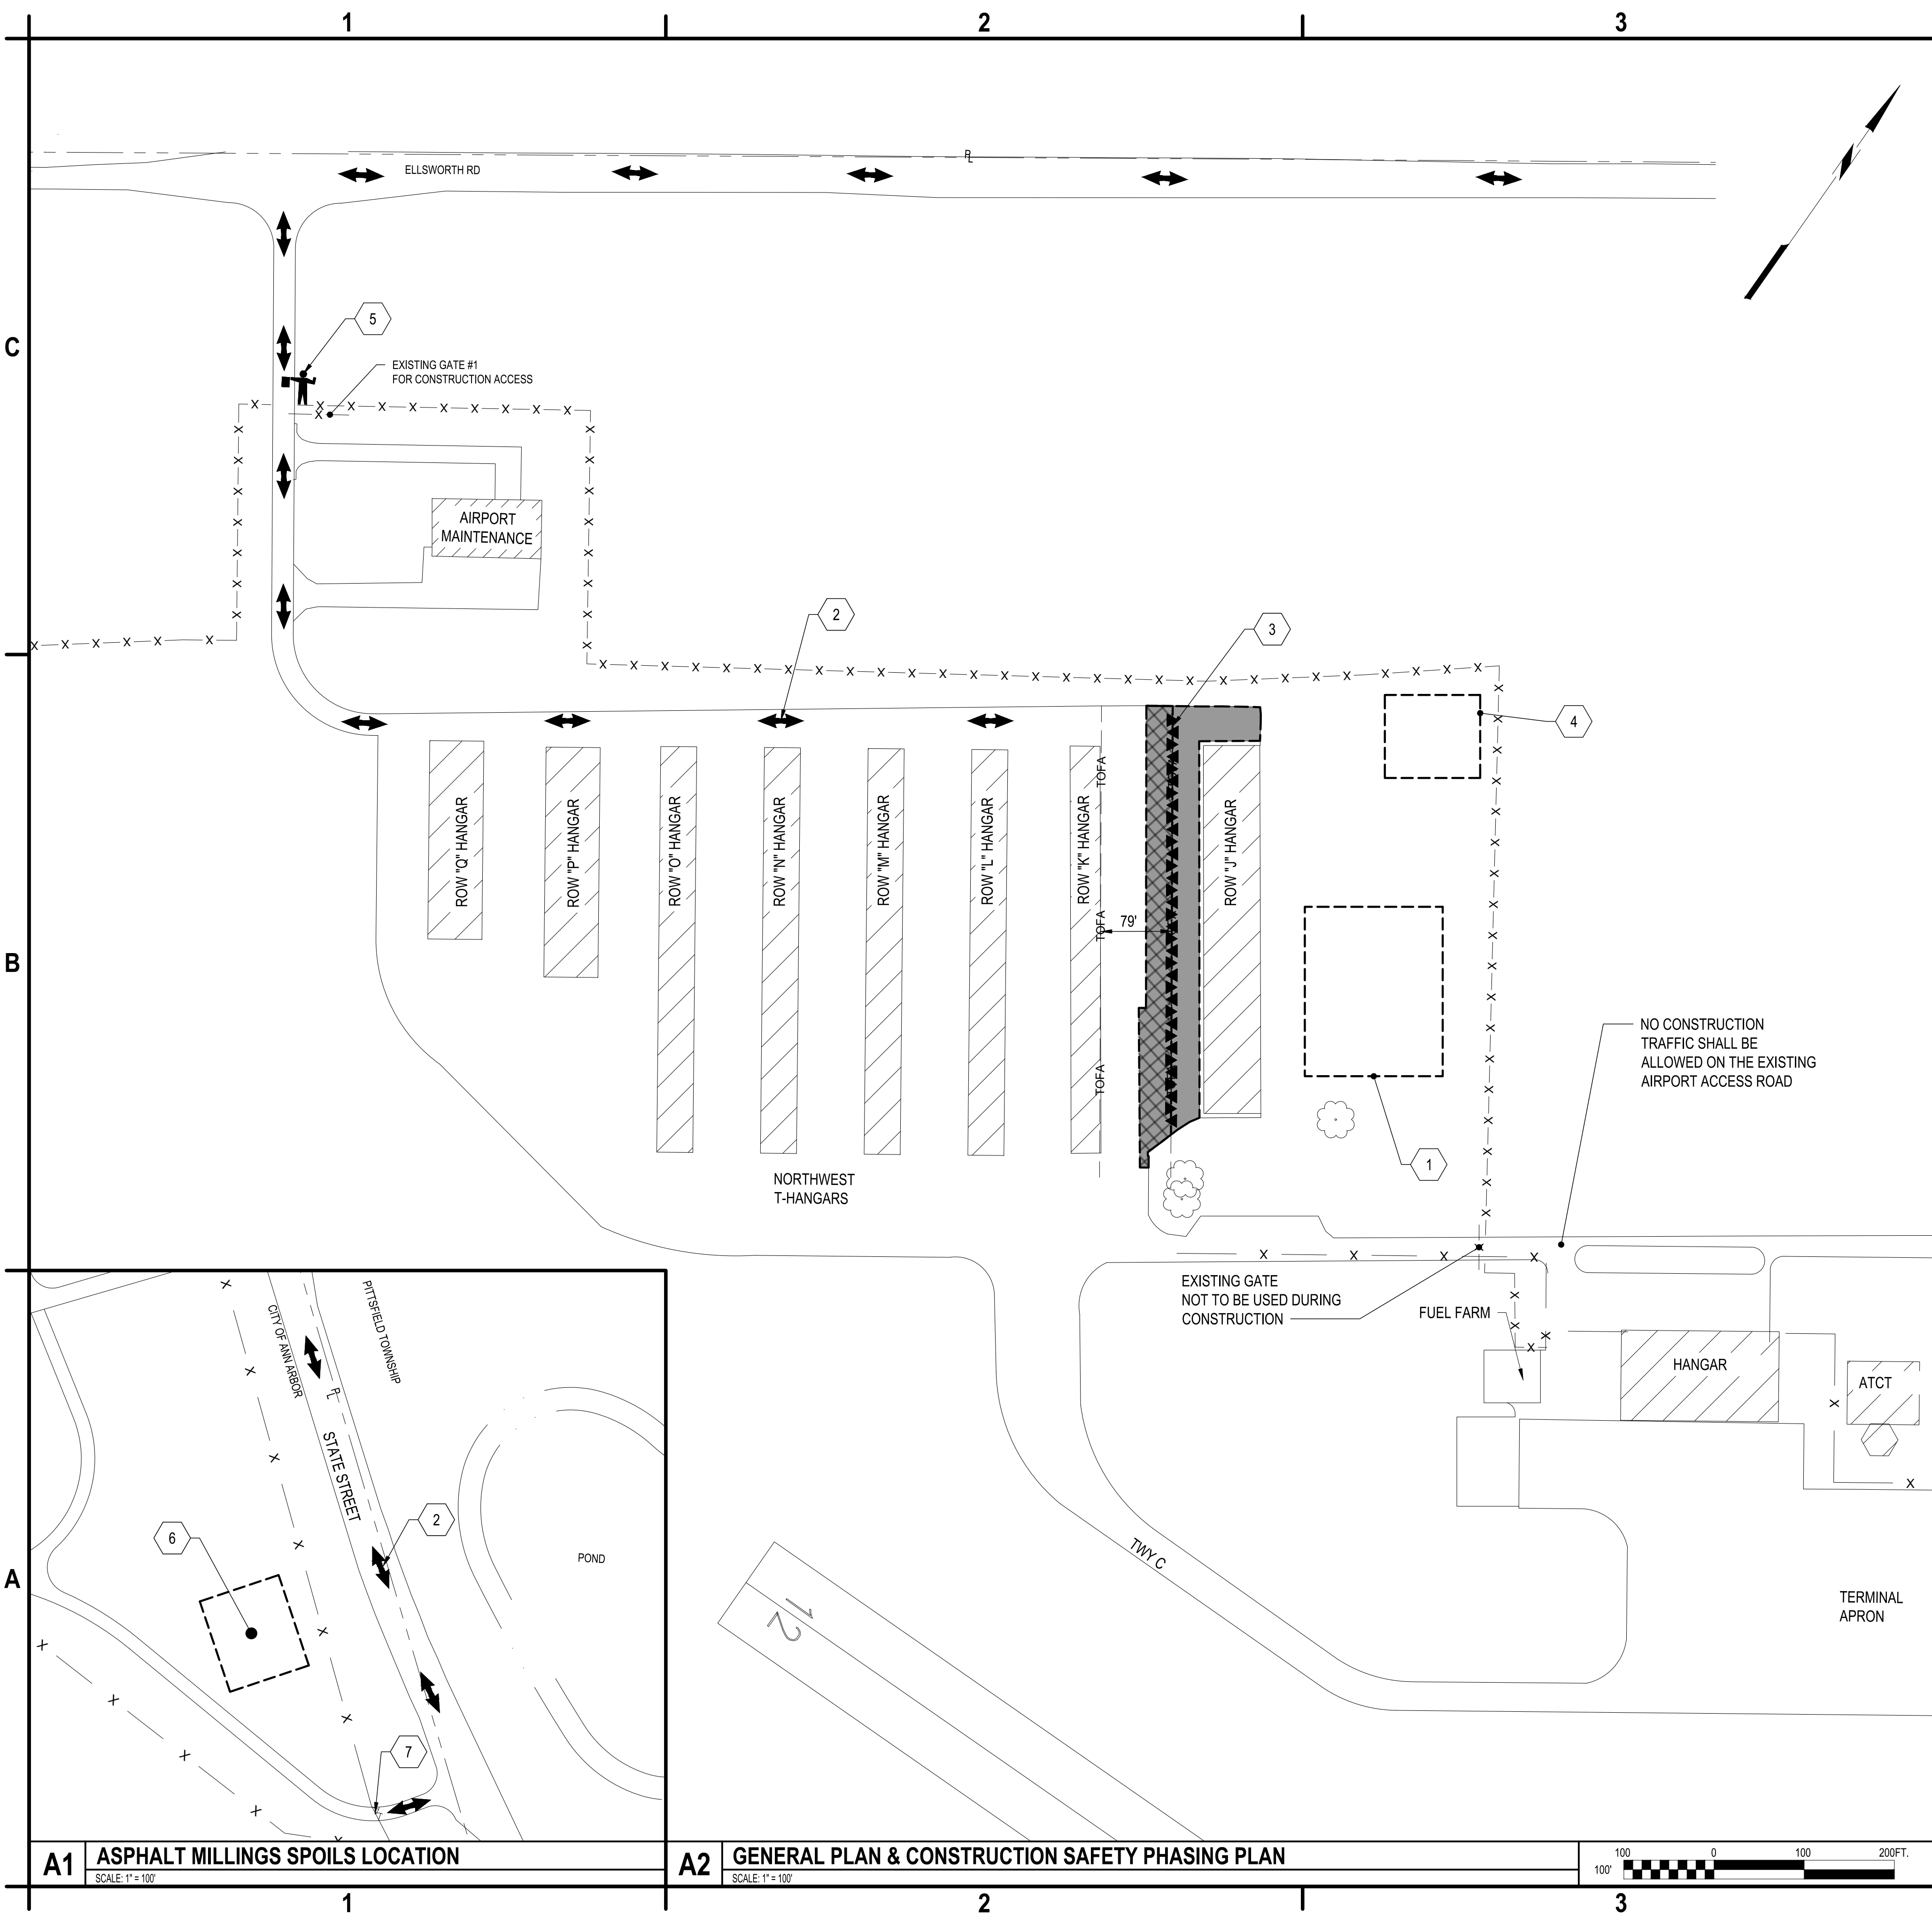 1
2
3
C
B
A
ELLSWORTH RD
PL
5
EXISTING GATE #1
FOR CONSTRUCTION ACCESS
AIRPORT
MAINTENANCE
2
3
4
ROW "Q" HANGAR
ROW "P" HANGAR
ROW "O" HANGAR
ROW "N" HANGAR
ROW "M" HANGAR
ROW "L" HANGAR
ROW "K" HANGAR
TOFA
TOFA
TOFA
79'
ROW "J" HANGAR
NO CONSTRUCTION
TRAFFIC SHALL BE
ALLOWED ON THE EXISTING
AIRPORT ACCESS ROAD
1
NORTHWEST
T-HANGARS
EXISTING GATE
NOT TO BE USED DURING
CONSTRUCTION
FUEL FARM
HANGAR
ATCT
TWY C
TERMINAL
APRON
12
CITY OF ANN ARBOR
PITTSFIELD TOWNSHIP
PL
STATE STREET
2
6
POND
7
A1
ASPHALT MILLINGS SPOILS LOCATION
SCALE: 1" = 100'
A2
GENERAL PLAN & CONSTRUCTION SAFETY PHASING PLAN
SCALE: 1" = 100'
100 0 100 200FT.
100'
1
2
3